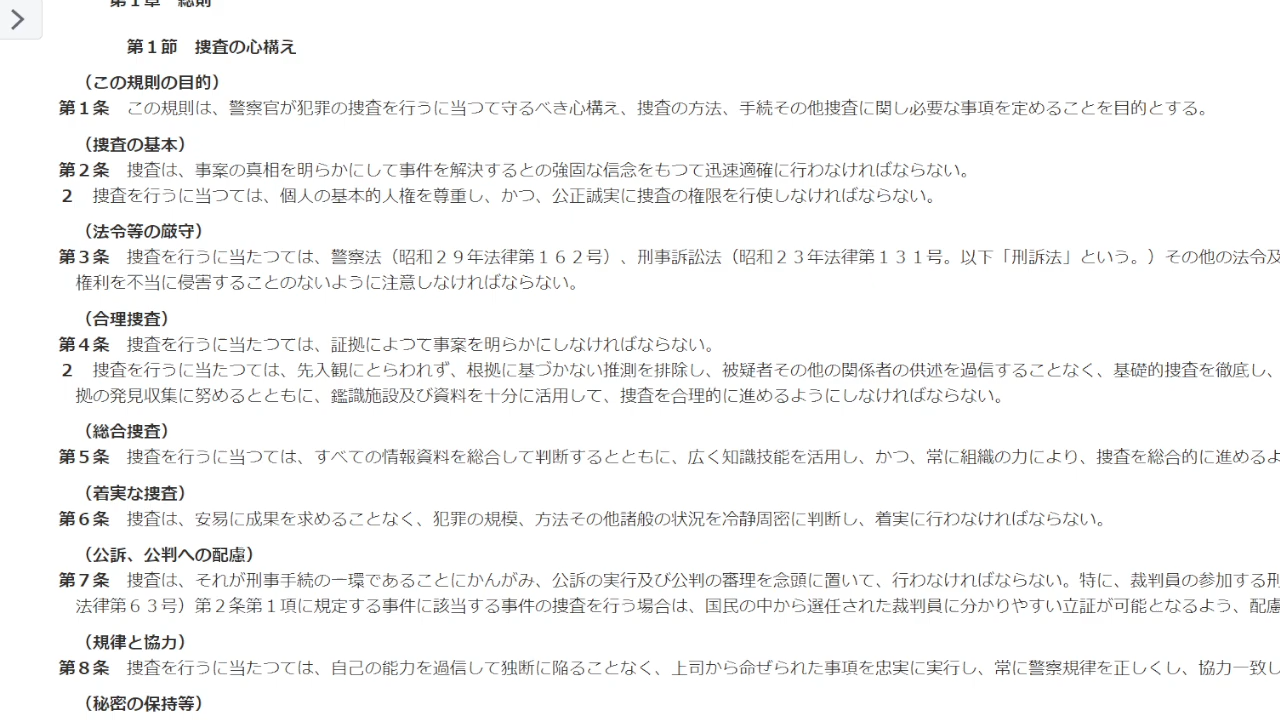 第１章　総則
第１節　捜査の心構え
（この規則の目的）
第１条　この規則は、警察官が犯罪の捜査を行うに当つて守るべき心構え、捜査の方法、手続その他捜査に関し必要な事項を定めることを目的とする。
（捜査の基本）
第２条　捜査は、事案の真相を明らかにして事件を解決するとの強固な信念をもつて迅速適確に行わなければならない。
２　捜査を行うに当つては、個人の基本的人権を尊重し、かつ、公正誠実に捜査の権限を行使しなければならない。
（法令等の厳守）
第３条　捜査を行うに当たつては、警察法（昭和２９年法律第１６２号）、刑事訴訟法（昭和２３年法律第１３１号。以下「刑訴法」という。）その他の法令及
権利を不当に侵害することのないように注意しなければならない。
（合理捜査）
第４条　捜査を行うに当たつては、証拠によつて事案を明らかにしなければならない。
２　捜査を行うに当たつては、先入観にとらわれず、根拠に基づかない推測を排除し、被疑者その他の関係者の供述を過信することなく、基礎的捜査を徹底し、
拠の発見収集に努めるとともに、鑑識施設及び資料を十分に活用して、捜査を合理的に進めるようにしなければならない。
（総合捜査）
第５条　捜査を行うに当つては、すべての情報資料を総合して判断するとともに、広く知識技能を活用し、かつ、常に組織の力により、捜査を総合的に進めるよ
（着実な捜査）
第６条　捜査は、安易に成果を求めることなく、犯罪の規模、方法その他諸般の状況を冷静周密に判断し、着実に行わなければならない。
（公訴、公判への配慮）
第７条　捜査は、それが刑事手続の一環であることにかんがみ、公訴の実行及び公判の審理を念頭に置いて、行わなければならない。特に、裁判員の参加する刑
法律第６３号）第２条第１項に規定する事件に該当する事件の捜査を行う場合は、国民の中から選任された裁判員に分かりやすい立証が可能となるよう、配慮
（規律と協力）
第８条　捜査を行うに当たつては、自己の能力を過信して独断に陥ることなく、上司から命ぜられた事項を忠実に実行し、常に警察規律を正しくし、協力一致し
（秘密の保持等）